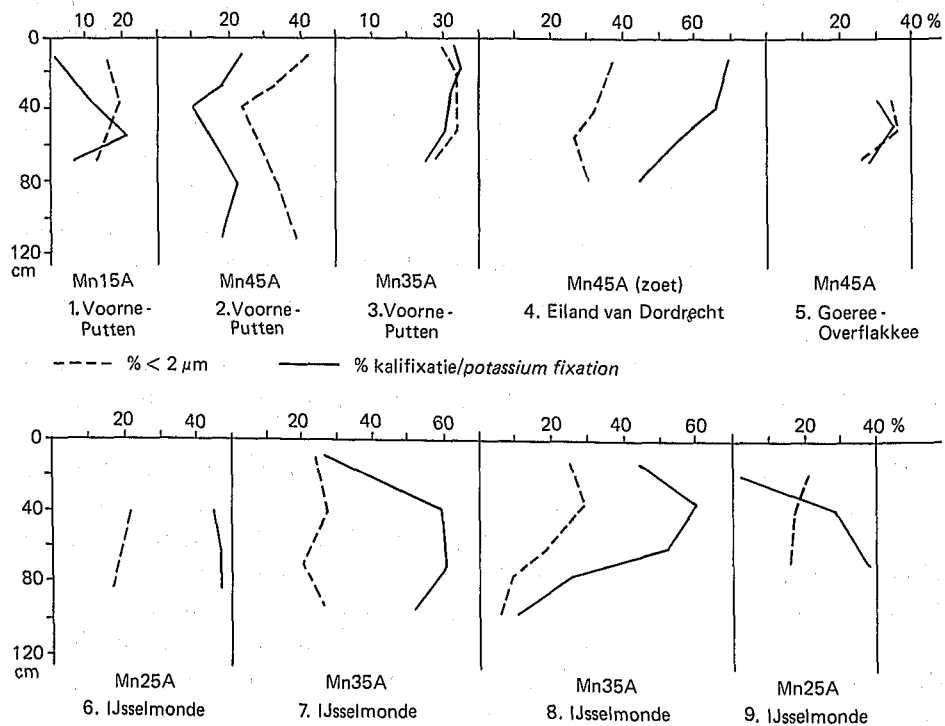 10 20 20 40 30 20 40 60 20 40 %
0
40
80
120
cm
Mn15A Mn45A Mn35A Mn45A (zoet) Mn45A
1. Voorne-Putten 2. Voorne-Putten 3. Voorne-Putten 4. Eiland van Dordrecht 5. Goeree-Overflakkee
% < 2 µm % kalifixatie/potassium fixation
20 20 40 60 20 40 60 20 40 %
0
40
80
120
cm
Mn25A Mn35A Mn35A Mn25A
6. IJsselmonde 7. IJsselmonde 8. IJsselmonde 9. IJsselmonde